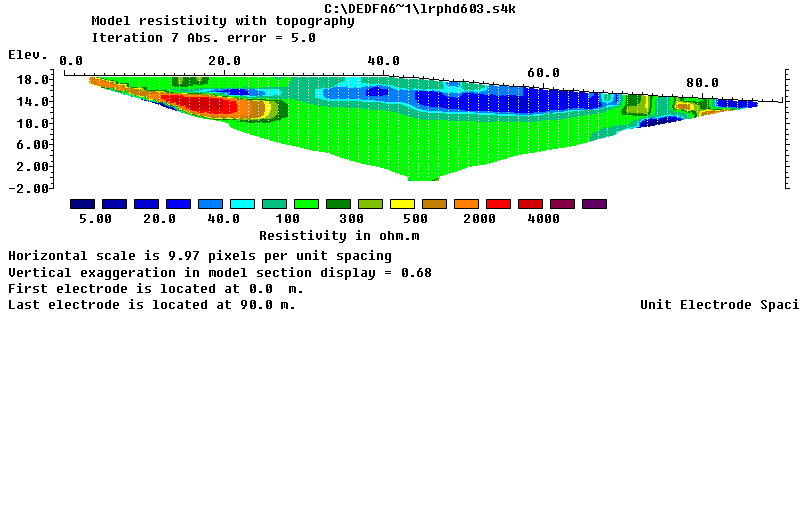 C:\DEDFA6~1\lrphd603.s4k
Model resistivity with topography
Iteration 7 Abs. error = 5.0
Elev.
0.0 20.0 40.0 60.0 80.0
18.0
14.0
10.0
6.00
2.00
-2.00
5.00 20.0 40.0 100 300 500 2000 4000
Resistivity in ohm.m
Horizontal scale is 9.97 pixels per unit spacing
Vertical exaggeration in model section display = 0.68
First electrode is located at 0.0 m.
Last electrode is located at 90.0 m.
Unit Electrode Spaci